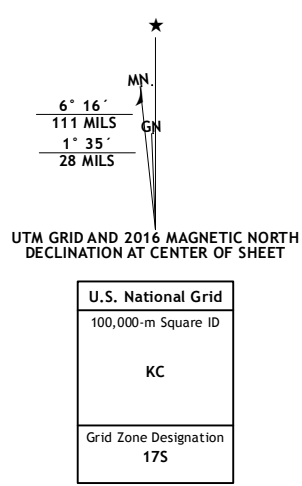 ★
MN.
6° 16´
111 MILS
GN
1° 35´
28 MILS
UTM GRID AND 2016 MAGNETIC NORTH
DECLINATION AT CENTER OF SHEET
U.S. National Grid
100,000-m Square ID
KC
Grid Zone Designation
17S